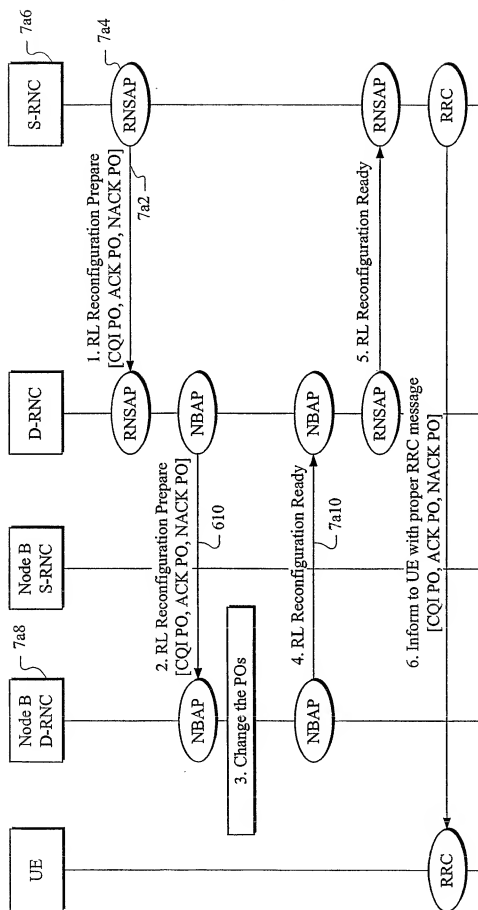 UE
Node B
D-RNC
7a8
Node B
S-RNC
D-RNC
S-RNC
7a6
RNSAP
7a4
1. RL Reconfiguration Prepare
[CQI PO, ACK PO, NACK PO]
7a2
RNSAP
NBAP
2. RL Reconfiguration Prepare
[CQI PO, ACK PO, NACK PO]
610
NBAP
3. Change the POs
NBAP
4. RL Reconfiguration Ready
7a10
NBAP
RNSAP
5. RL Reconfiguration Ready
RNSAP
RRC
6. Inform to UE with proper RRC message
[CQI PO, ACK PO, NACK PO]
RRC